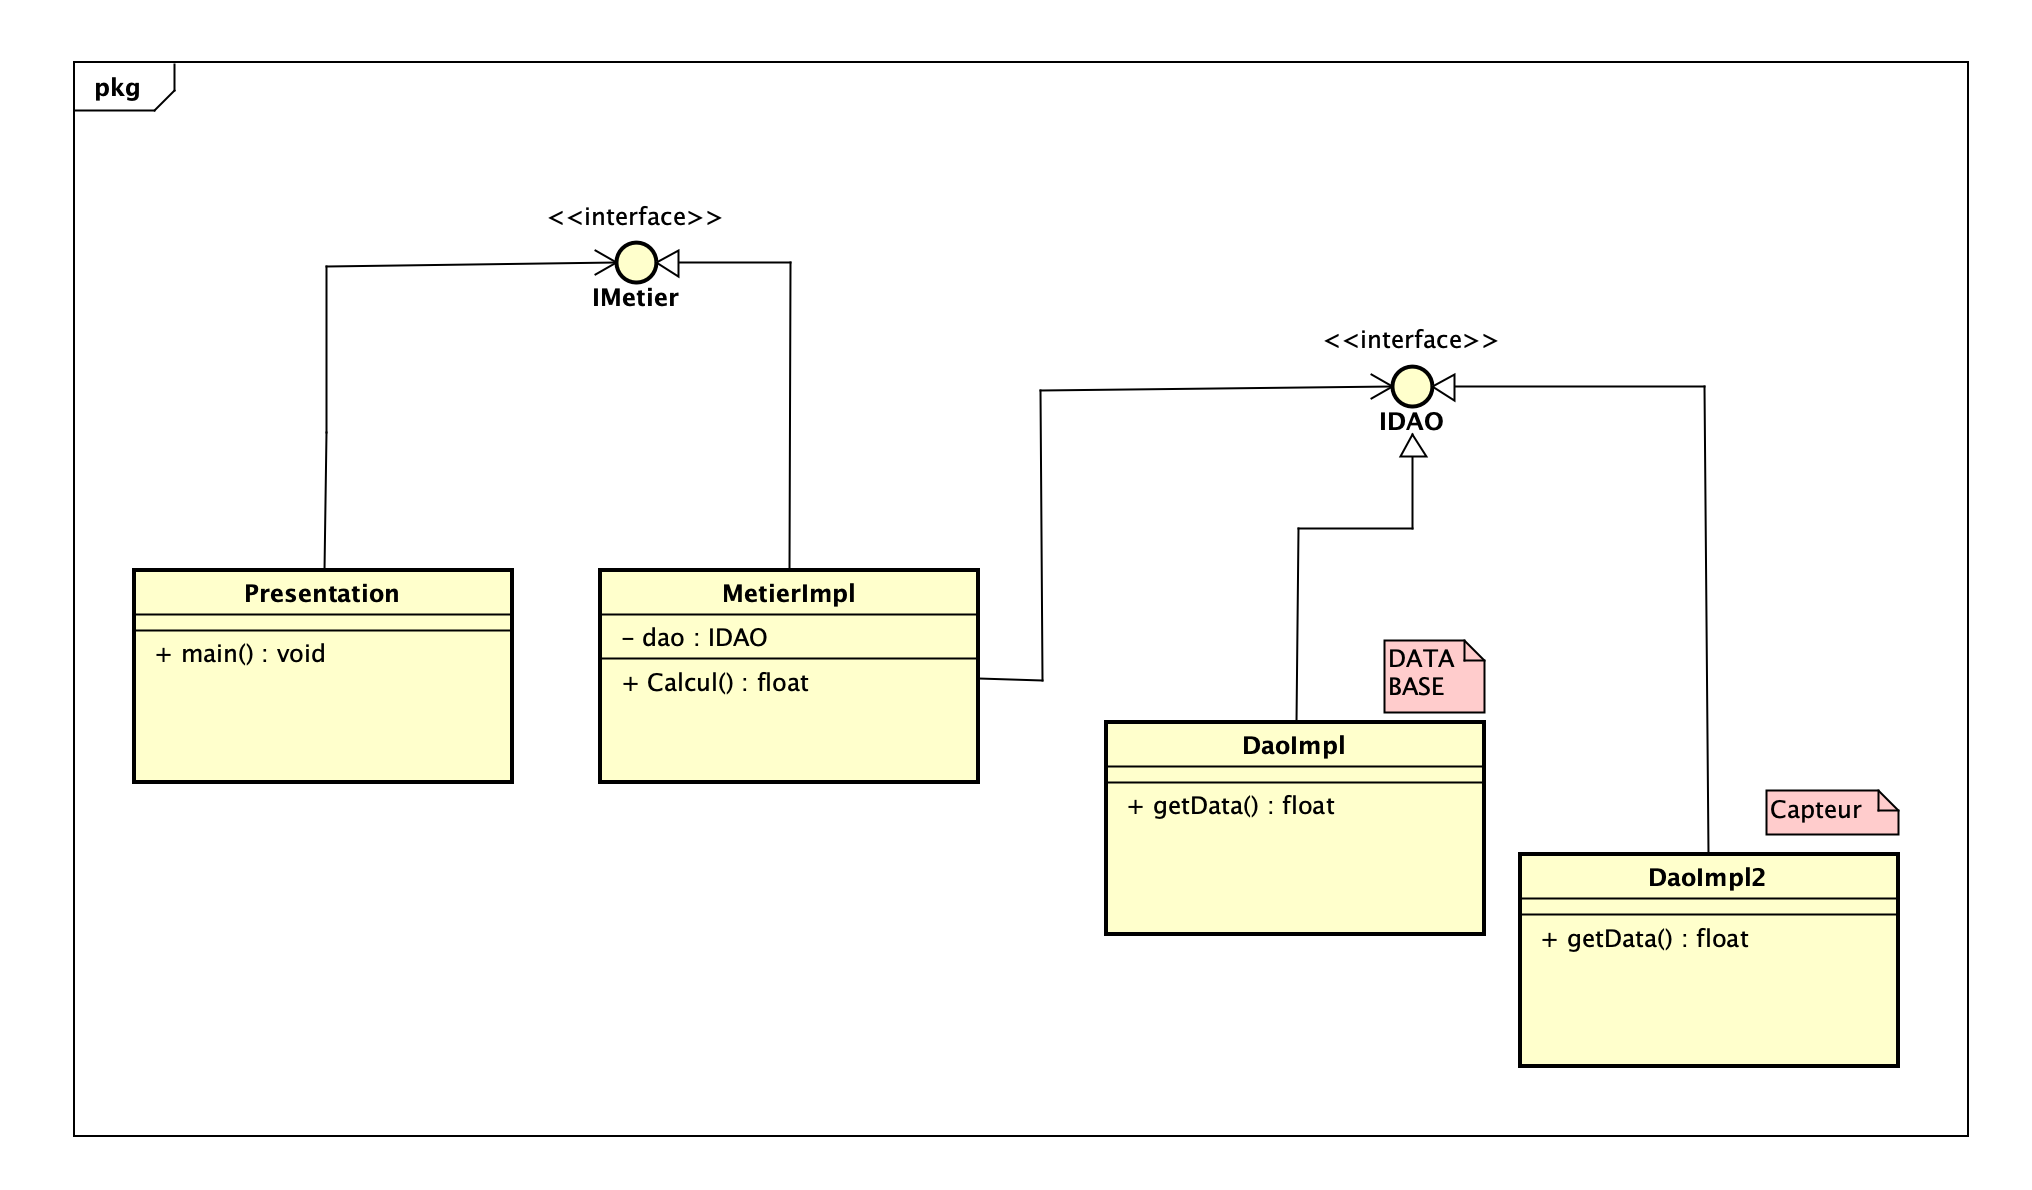 pkg
<<interface>>
IMetier
<<interface>>
IDAO
Presentation
+ main() : void
MetierImpl
- dao : IDAO
+ Calcul() : float
DATA
BASE
DaoImpl
+ getData() : float
Capteur
DaoImpl2
+ getData() : float